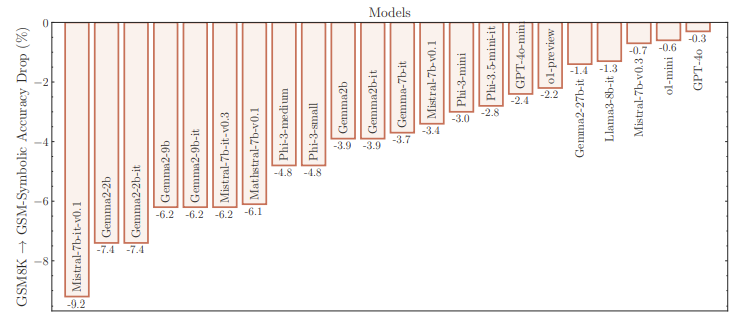 Models
GSM8K → GSM-Symbolic Accuracy Drop (%)
0
−2
−4
−6
−8
Mistral-7b-it-v0.1
-9.2
Gemma2-2b
-7.4
Gemma2-2b-it
-7.4
Gemma2-9b
-6.2
Gemma2-9b-it
-6.2
Mistral-7b-it-v0.3
-6.2
Mathstral-7b-v0.1
-6.1
Phi-3-medium
-4.8
Phi-3-small
-4.8
Gemma2b
-3.9
Gemma2b-it
-3.9
Gemma-7b-it
-3.7
Mistral-7b-v0.1
-3.4
Phi-3-mini
-3.0
Phi-3.5-mini-it
-2.8
GPT-4o-mini
-2.4
o1-preview
-2.2
Gemma2-27b-it
-1.4
Llama3-8b-it
-1.3
Mistral-7b-v0.3
-0.7
o1-mini
-0.6
GPT-4o
-0.3